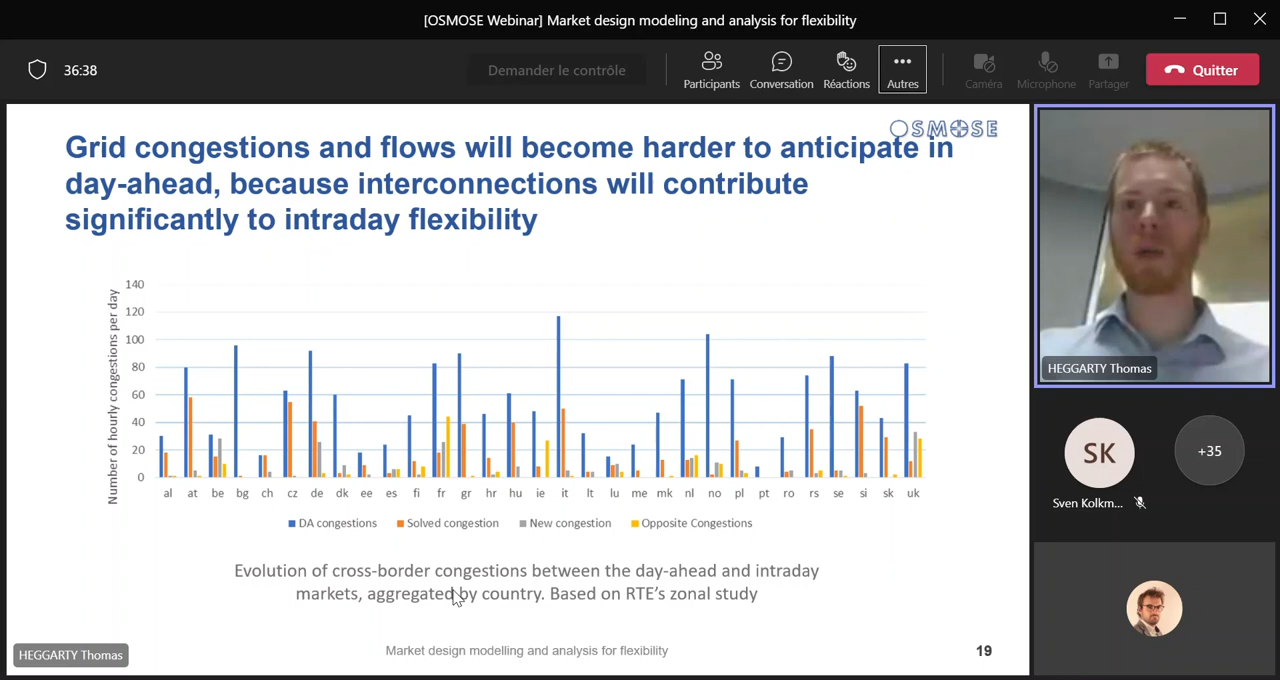 [OSMOSE Webinar] Market design modeling and analysis for flexibility
36:38
Demander le contrôle
Participants
Conversation
Réactions
Autres
Caméra
Microphone
Partager
Quitter
OSMOSE
Grid congestions and flows will become harder to anticipate in
day-ahead, because interconnections will contribute
significantly to intraday flexibility
Number of hourly congestions per day
140
120
100
80
60
40
20
0
al at be bg ch cz de dk ee es fi fr gr hr hu ie it lt lu me mk nl no pl pt ro rs se si sk uk
DA congestions Solved congestion New congestion Opposite Congestions
Evolution of cross-border congestions between the day-ahead and intraday
markets, aggregated by country. Based on RTE's zonal study
Market design modelling and analysis for flexibility
19
HEGGARTY Thomas
HEGGARTY Thomas
SK
+35
Sven Kolkm...